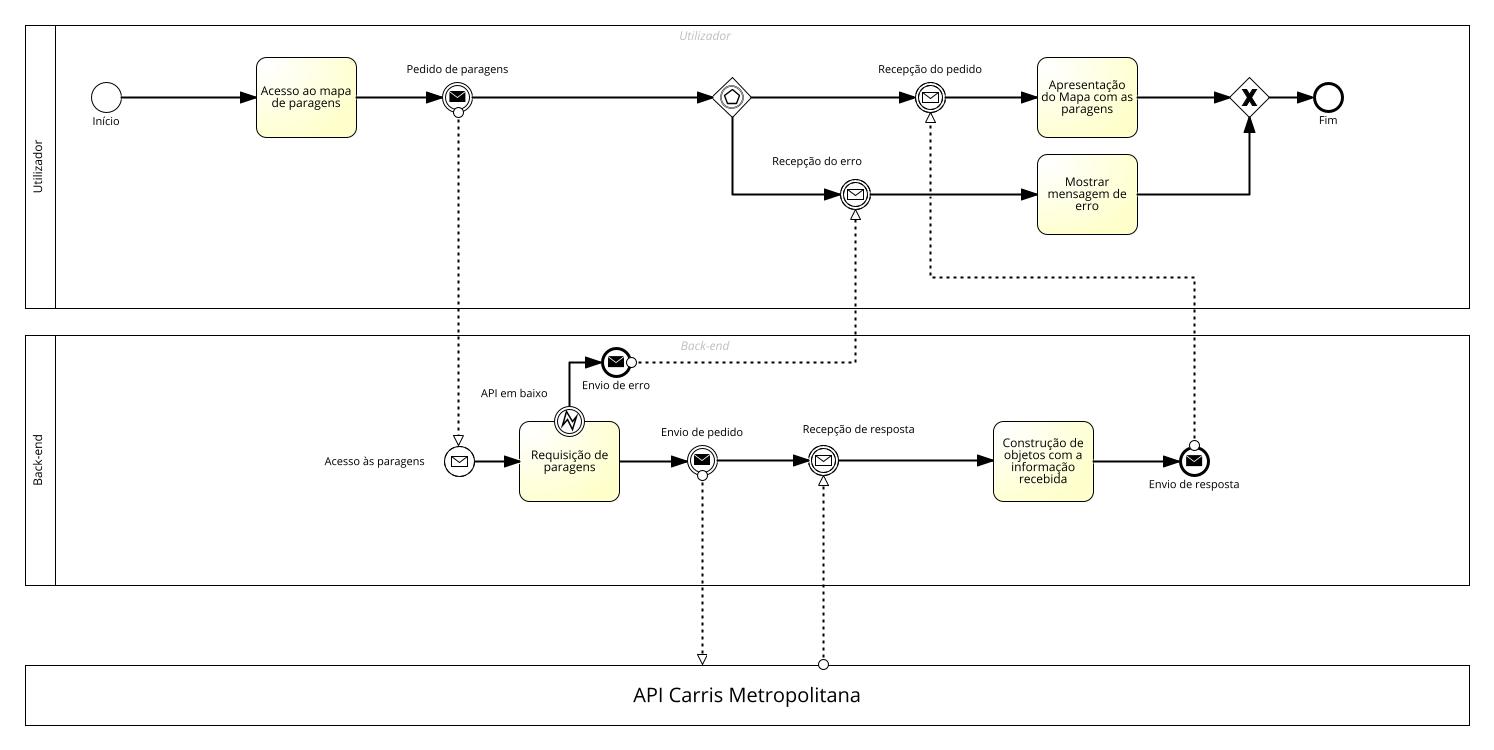 Utilizador
Utilizador
Pedido de paragens
Recepção do pedido
Acesso ao mapa
de paragens
Apresentação
do Mapa com as
paragens
Início
Fim
Recepção do erro
Mostrar
mensagem de
erro
Back-end
Back-end
Envio de erro
API em baixo
Acesso às paragens
Requisição de
paragens
Envio de pedido
Recepção de resposta
Construção de
objetos com a
informação
recebida
Envio de resposta
API Carris Metropolitana